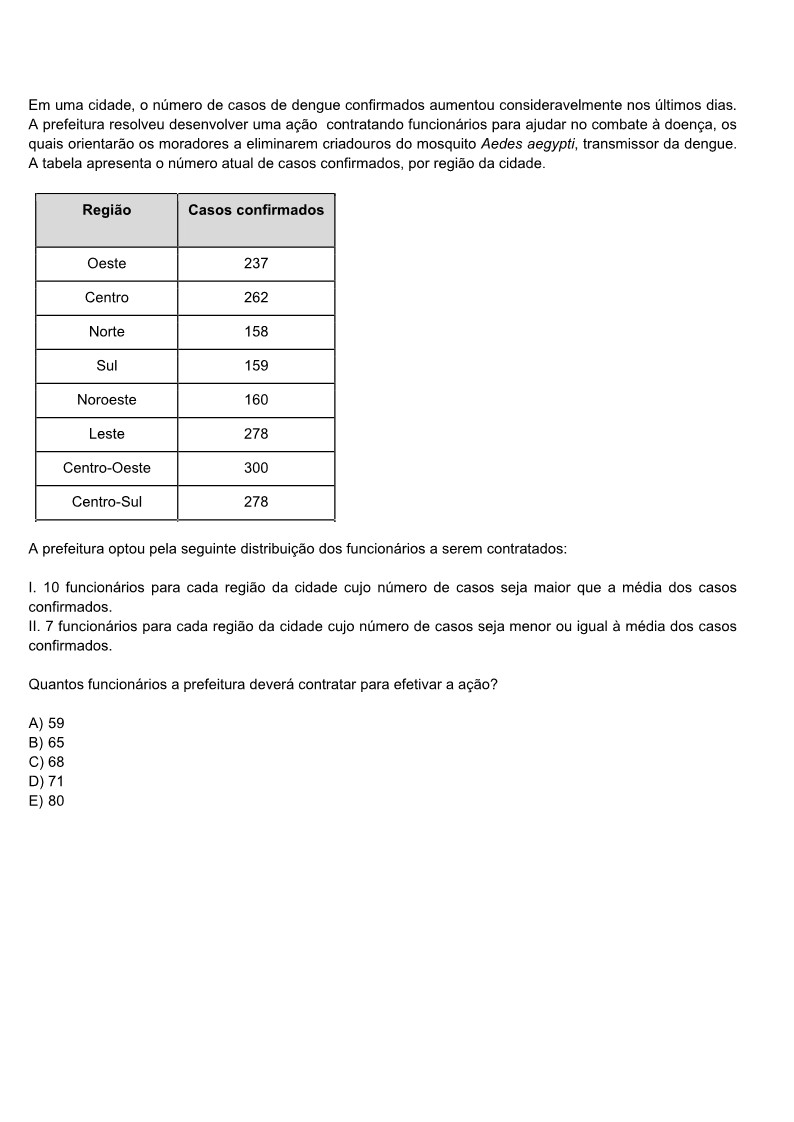 Em uma cidade, o número de casos de dengue confirmados aumentou consideravelmente nos últimos dias.
A prefeitura resolveu desenvolver uma ação contratando funcionários para ajudar no combate à doença, os
quais orientarão os moradores a eliminarem criadouros do mosquito Aedes aegypti, transmissor da dengue.
A tabela apresenta o número atual de casos confirmados, por região da cidade.
Região Casos confirmados
Oeste 237
Centro 262
Norte 158
Sul 159
Noroeste 160
Leste 278
Centro-Oeste 300
Centro-Sul 278
A prefeitura optou pela seguinte distribuição dos funcionários a serem contratados:
I. 10 funcionários para cada região da cidade cujo número de casos seja maior que a média dos casos
confirmados.
II. 7 funcionários para cada região da cidade cujo número de casos seja menor ou igual à média dos casos
confirmados.
Quantos funcionários a prefeitura deverá contratar para efetivar a ação?
A) 59
B) 65
C) 68
D) 71
E) 80